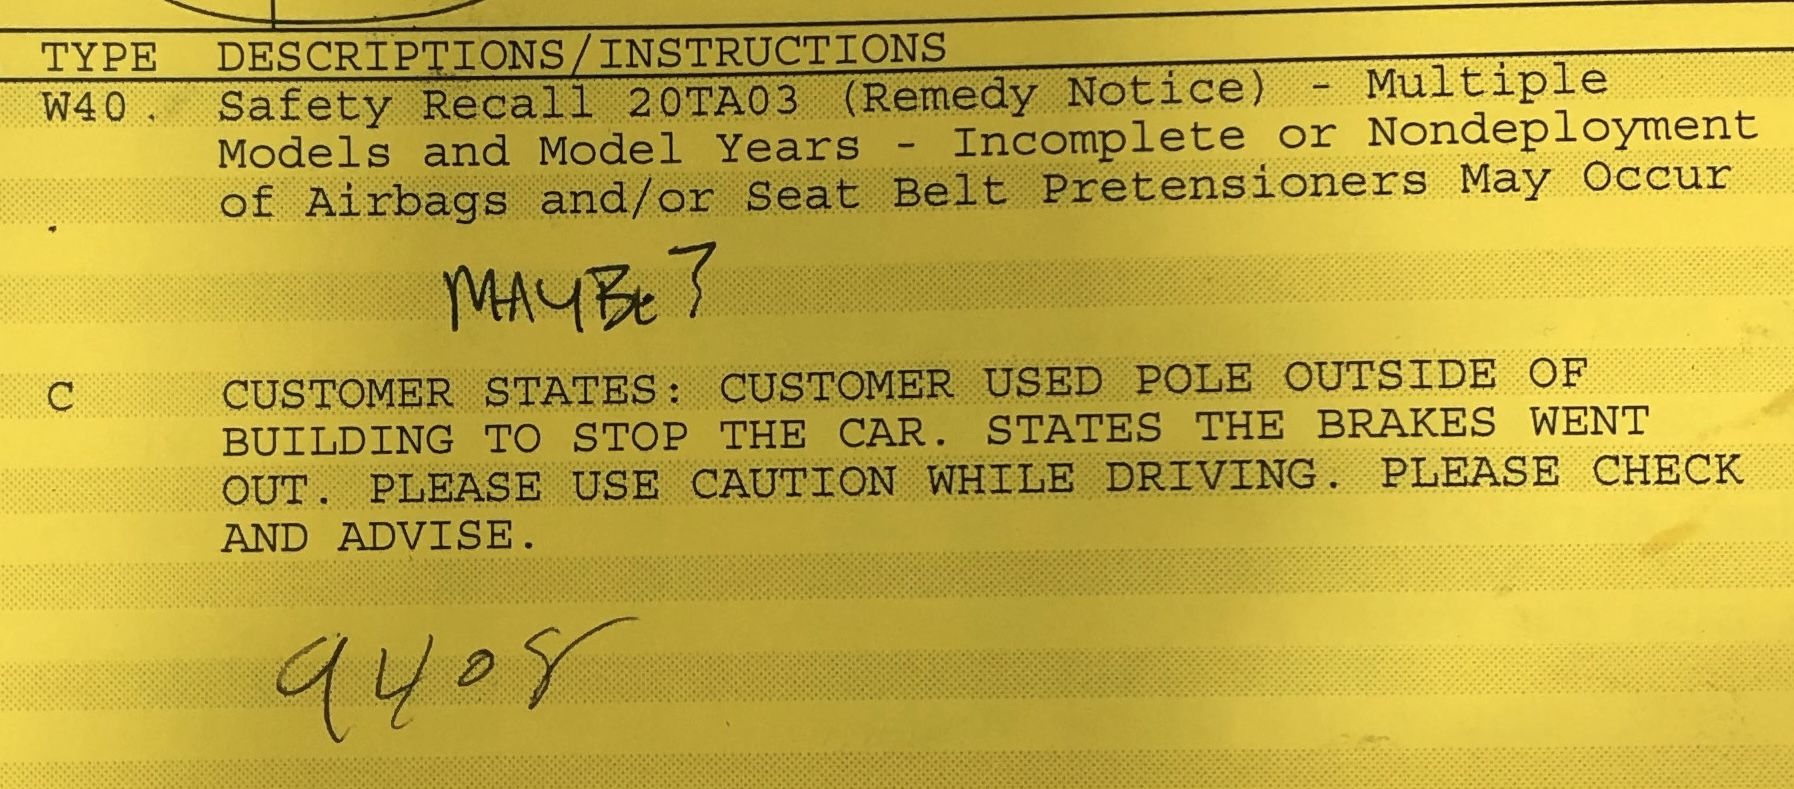 TYPE DESCRIPTIONS/INSTRUCTIONS
W40. Safety Recall 20TA03 (Remedy Notice) - Multiple
Models and Model Years - Incomplete or Nondeployment
of Airbags and/or Seat Belt Pretensioners May Occur
MAYBE?
C CUSTOMER STATES: CUSTOMER USED POLE OUTSIDE OF
BUILDING TO STOP THE CAR. STATES THE BRAKES WENT
OUT. PLEASE USE CAUTION WHILE DRIVING. PLEASE CHECK
AND ADVISE.
9408